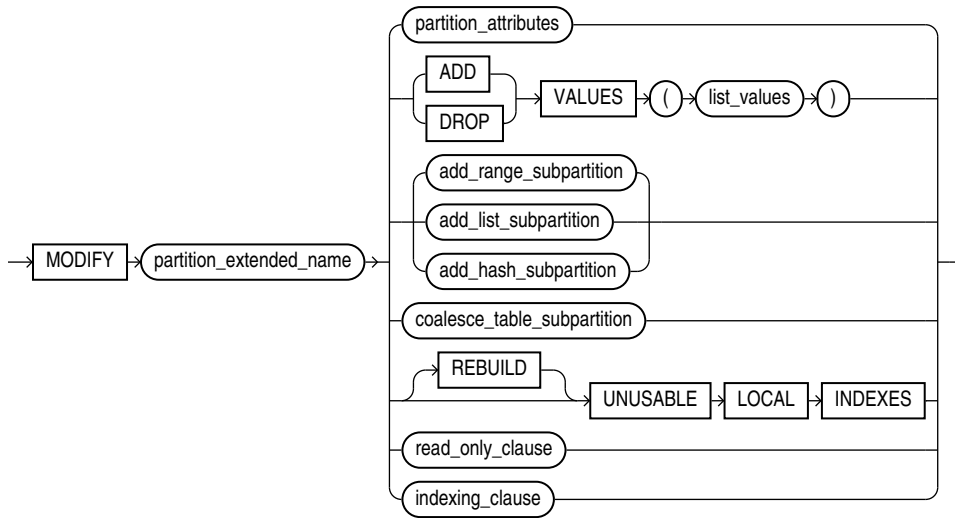 partition_attributes
ADD
DROP
VALUES ( list_values )
add_range_subpartition
add_list_subpartition
add_hash_subpartition
MODIFY partition_extended_name
coalesce_table_subpartition
REBUILD
UNUSABLE LOCAL INDEXES
read_only_clause
indexing_clause